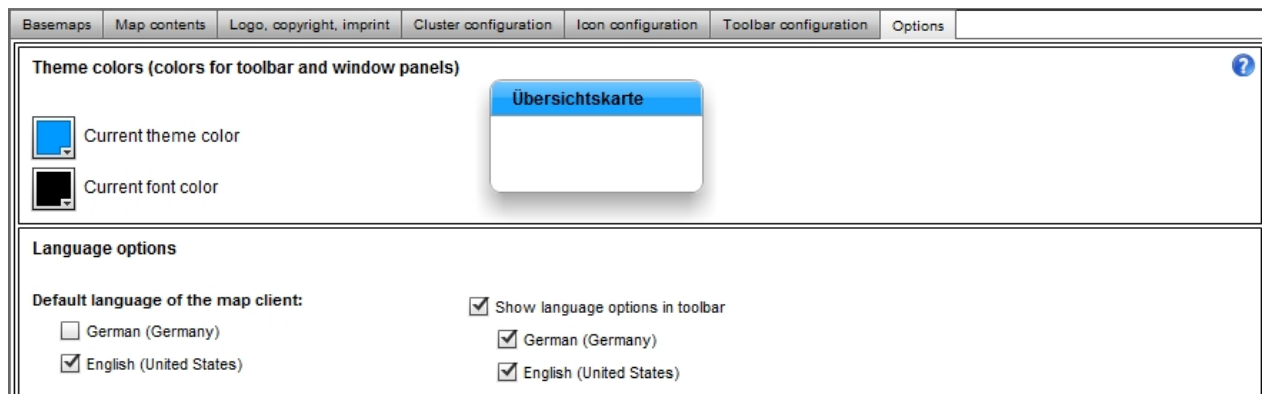 Basemaps Map contents Logo, copyright, imprint Cluster configuration Icon configuration Toolbar configuration Options
Theme colors (colors for toolbar and window panels)
?
Übersichtskarte
Current theme color
Current font color
Language options
Default language of the map client:
Show language options in toolbar
German (Germany)
German (Germany)
English (United States)
English (United States)